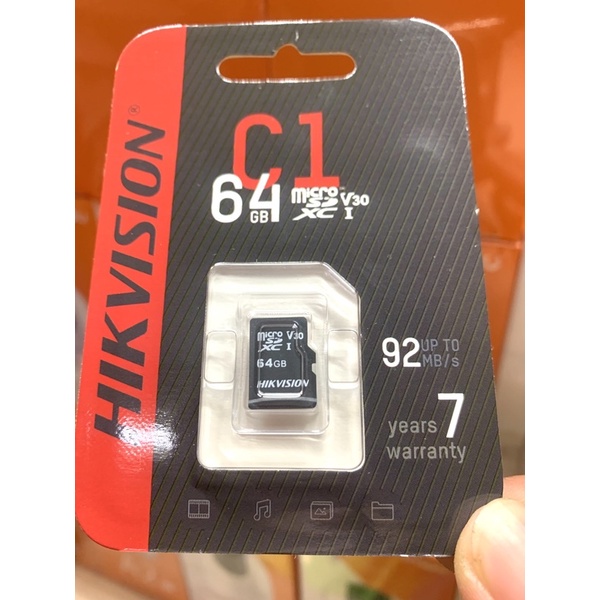 HIKVISION®
C1
64 GB micro SD XC™ V30 I
micro SD XC V30 I
64GB
HIKVISION
92 UP TO MB/s
years 7
warranty